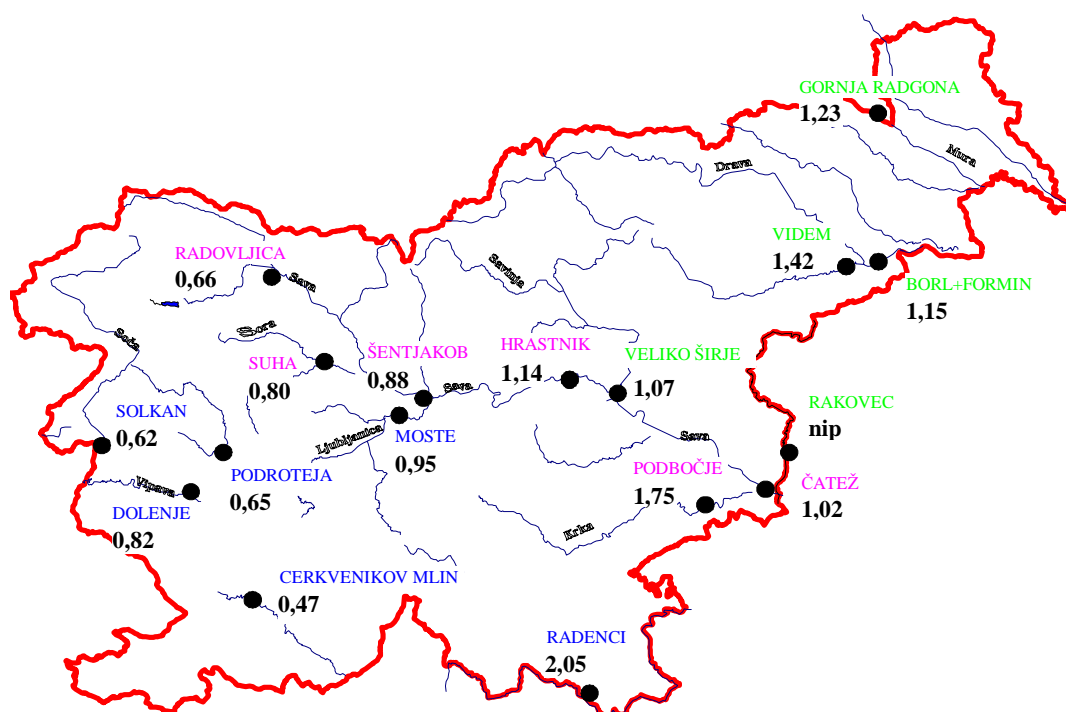 GORNJA RADGONA
1,23
Mura
Drava
VIDEM
1,42
BORL+FORMIN
1,15
RADOVLJICA
0,66
Sava
Savinja
Soča
Sora
SUHA
0,80
ŠENTJAKOB
0,88
Sava
HRASTNIK
1,14
VELIKO ŠIRJE
1,07
RAKOVEC
nip
SOLKAN
0,62
Ljubljanica
MOSTE
0,95
Sava
PODROTEJA
0,65
PODBOČJE
1,75
ČATEŽ
1,02
Vipava
DOLENJE
0,82
Krka
CERKVENIKOV MLIN
0,47
RADENCI
2,05